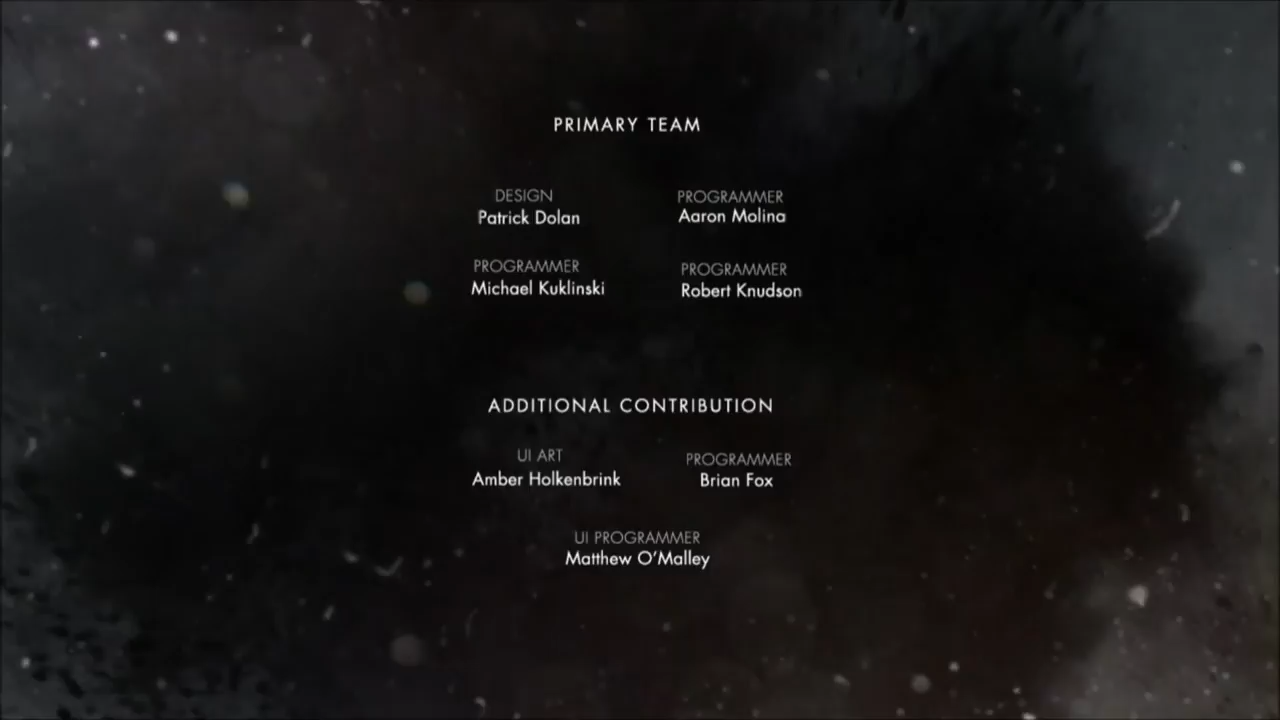 PRIMARY TEAM
DESIGN
Patrick Dolan
PROGRAMMER
Aaron Molina
PROGRAMMER
Michael Kuklinski
PROGRAMMER
Robert Knudson
ADDITIONAL CONTRIBUTION
UI ART
Amber Holkenbrink
PROGRAMMER
Brian Fox
UI PROGRAMMER
Matthew O'Malley